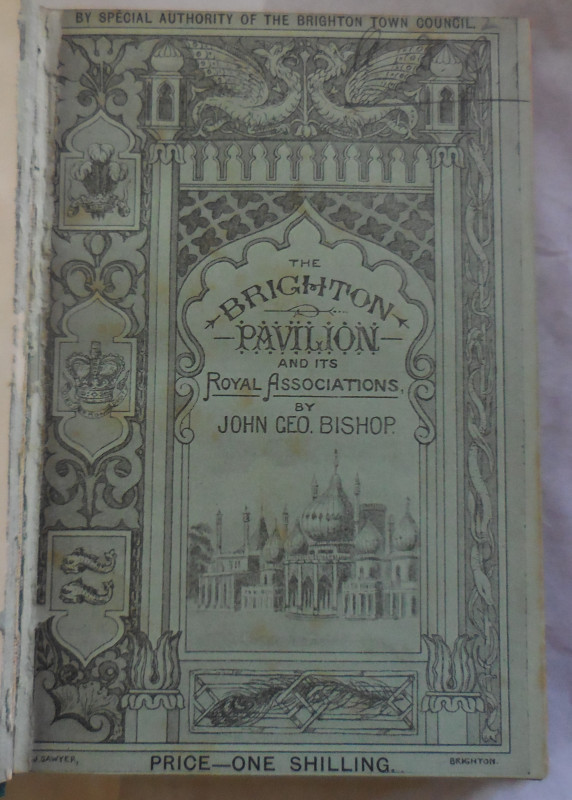 BY SPECIAL AUTHORITY OF THE BRIGHTON TOWN COUNCIL.
THE
BRIGHTON
PAVILION
AND ITS
ROYAL ASSOCIATIONS,
BY
JOHN GEO. BISHOP.
J. SAWYER,
PRICE—ONE SHILLING.
BRIGHTON.